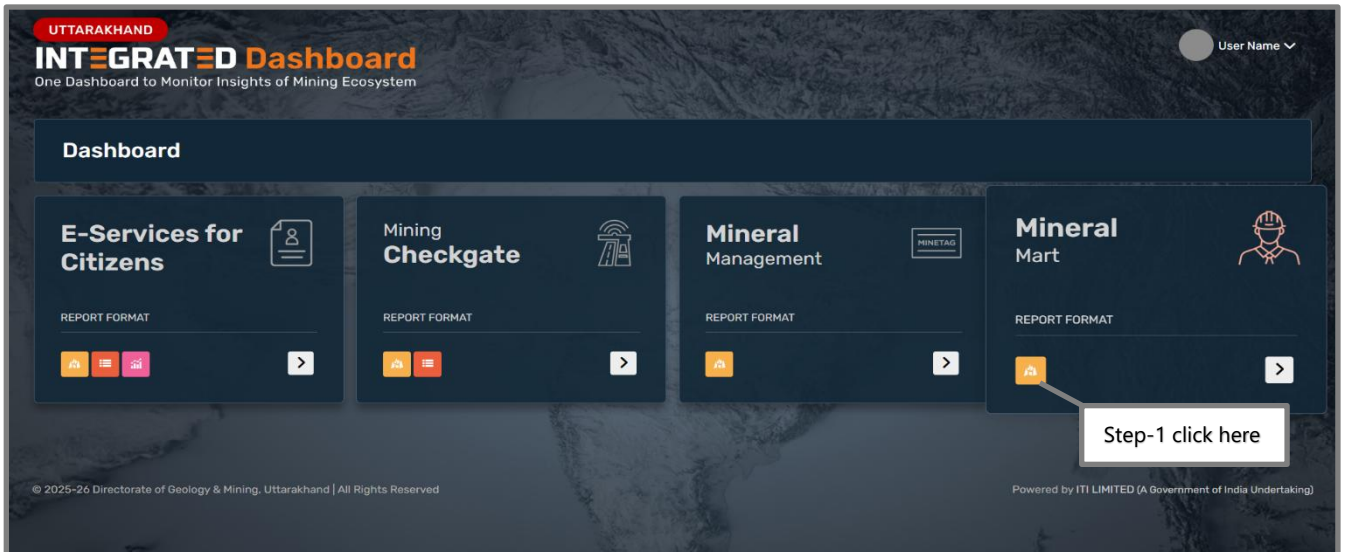 UTTARAKHAND
INTEGRATED Dashboard
One Dashboard to Monitor Insights of Mining Ecosystem
User Name
Dashboard
E-Services for
Citizens
REPORT FORMAT
Mining
Checkgate
REPORT FORMAT
Mineral
Management
MINETAG
REPORT FORMAT
Mineral
Mart
REPORT FORMAT
Step-1 click here
© 2025-26 Directorate of Geology & Mining, Uttarakhand | All Rights Reserved
Powered by ITI LIMITED (A Government of India Undertaking)